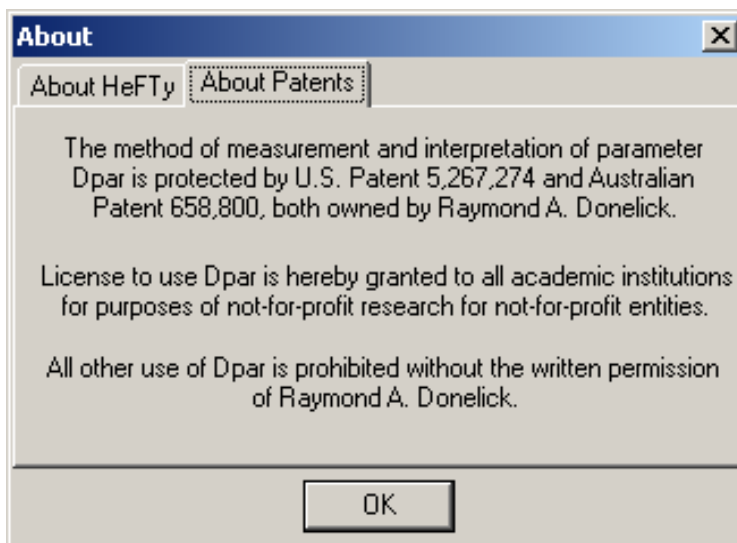 About
About HeFTy About Patents
The method of measurement and interpretation of parameter
Dpar is protected by U.S. Patent 5,267,274 and Australian
Patent 658,800, both owned by Raymond A. Donelick.
License to use Dpar is hereby granted to all academic institutions
for purposes of not-for-profit research for not-for-profit entities.
All other use of Dpar is prohibited without the written permission
of Raymond A. Donelick.
OK